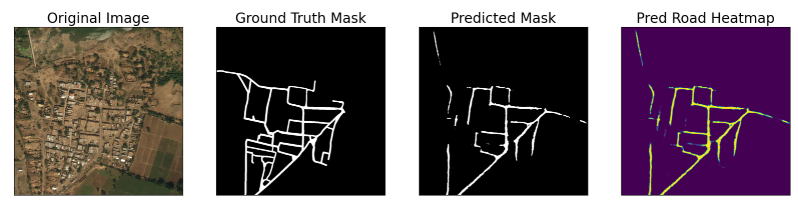 Original Image
Ground Truth Mask
Predicted Mask
Pred Road Heatmap